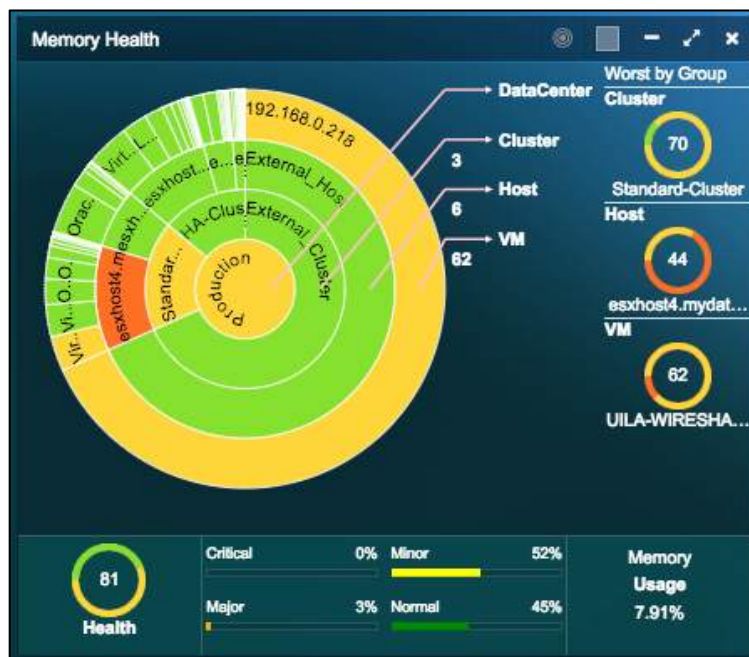 Memory Health
192.168.0.218
External_Hos
External_Cluster
HA-Clus
Production
Standar...
esxhost4.m
esxh...
esxhost...
e...
e
Virt...
L...
Orac.
O..
O.
Vi...
Vir..
DataCenter
Cluster
3
Host
6
VM
62
Worst by Group
Cluster
70
Standard-Cluster
Host
44
esxhost4.mydat...
VM
62
UILA-WIRESHA...
81
Health
Critical 0%
Minor 52%
Major 3%
Normal 45%
Memory
Usage
7.91%